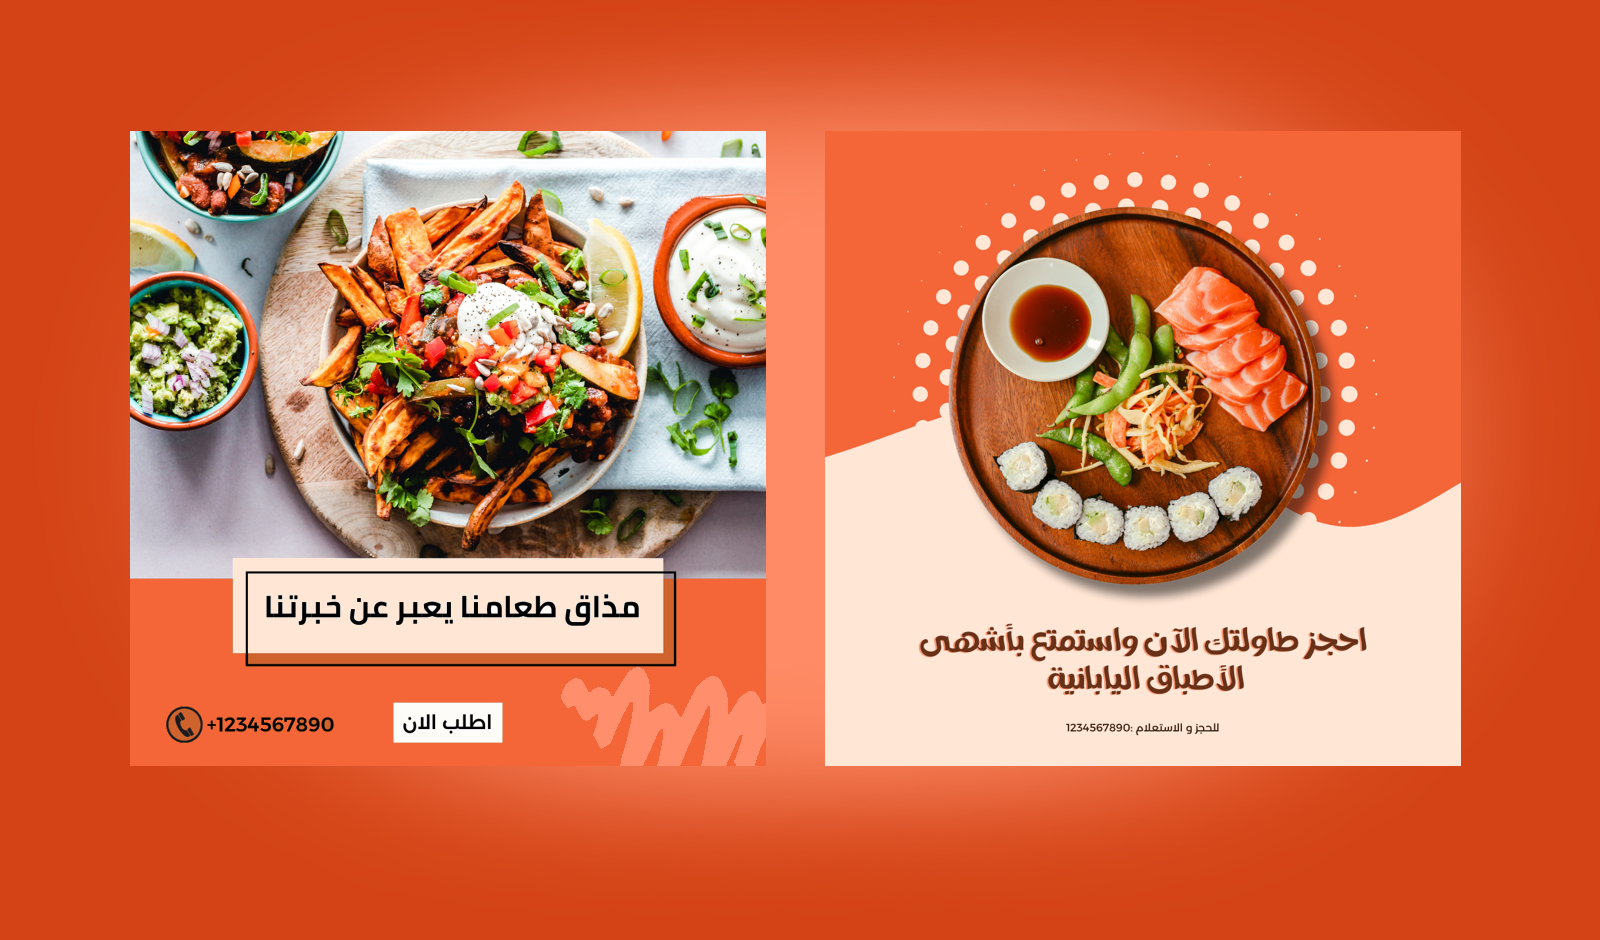 مذاق طعامنا يعبر عن خبرتنا
+1234567890
اطلب الان
احجز طاولتك الآن واستمتع بأشهى
الأطباق اليابانية
للحجز و الاستعلام :1234567890